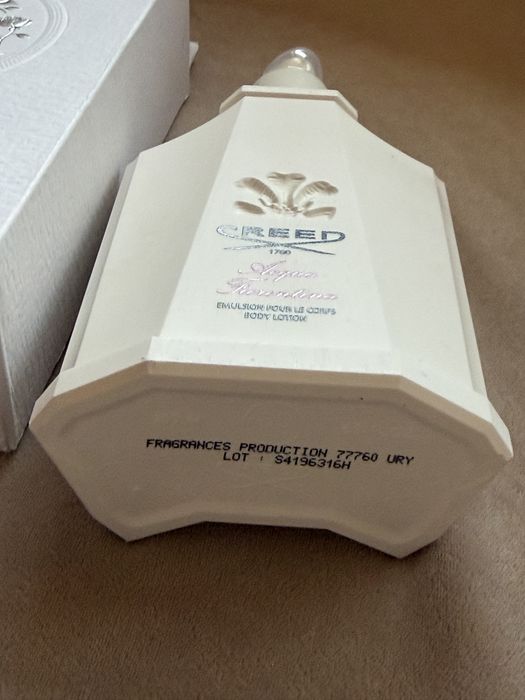 CREED
1760
Acqua
Fiorentina
EMULSION POUR LE CORPS
BODY LOTION
FRAGRANCES PRODUCTION 77760 URY
LOT : S4196316H